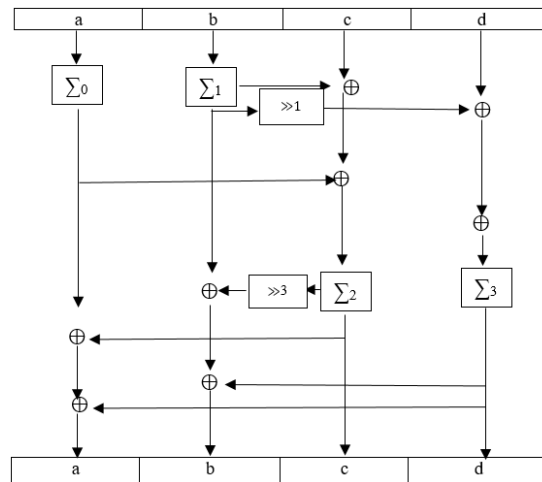 a b c d
∑0 ∑1 ⊕
≫1 ⊕
⊕
⊕
⊕ ≫3 ∑2 ∑3
⊕
⊕
⊕
a b c d